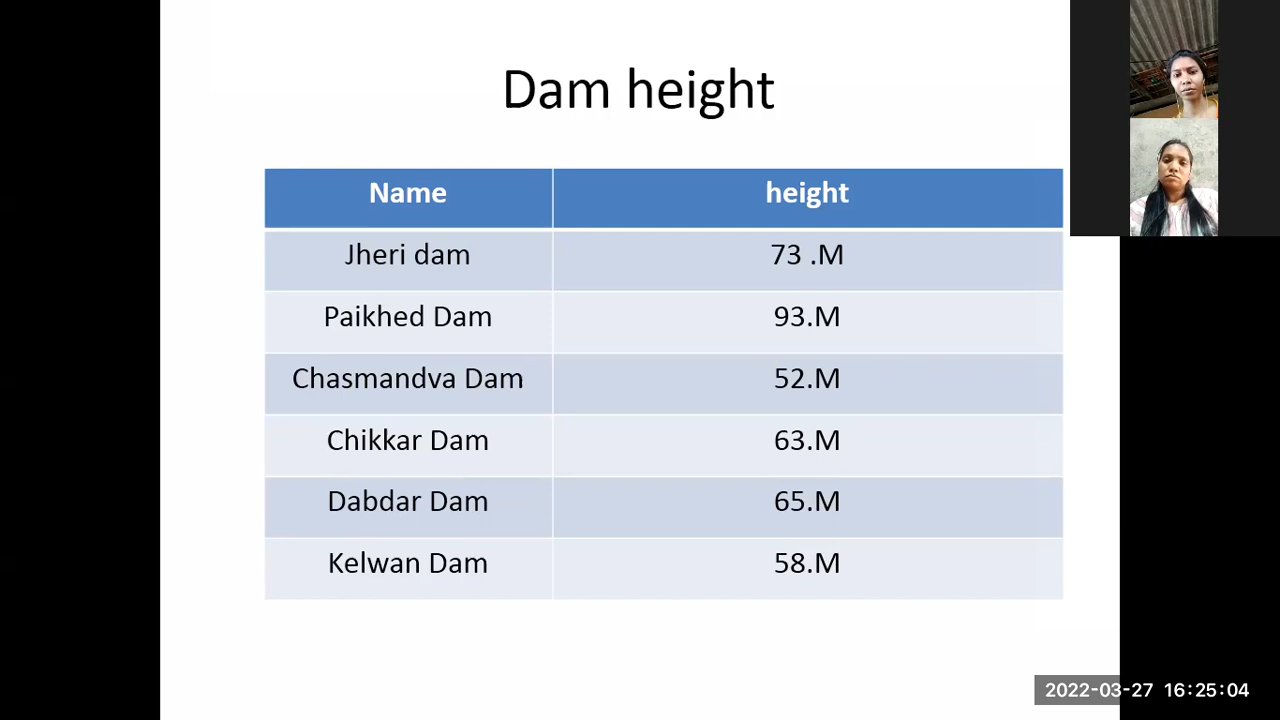 Dam height
Name height
Jheri dam 73 .M
Paikhed Dam 93.M
Chasmandva Dam 52.M
Chikkar Dam 63.M
Dabdar Dam 65.M
Kelwan Dam 58.M
2022-03-27 16:25:04